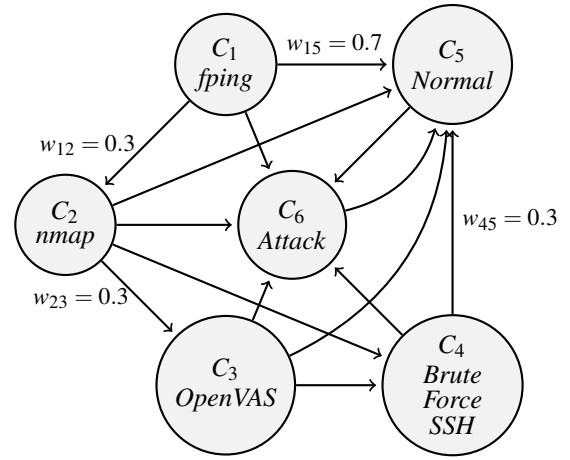 C₁
fping
w₁₅ = 0.7
C₅
Normal
w₁₂ = 0.3
C₂
nmap
C₆
Attack
w₄₅ = 0.3
w₂₃ = 0.3
C₃
OpenVAS
C₄
Brute
Force
SSH